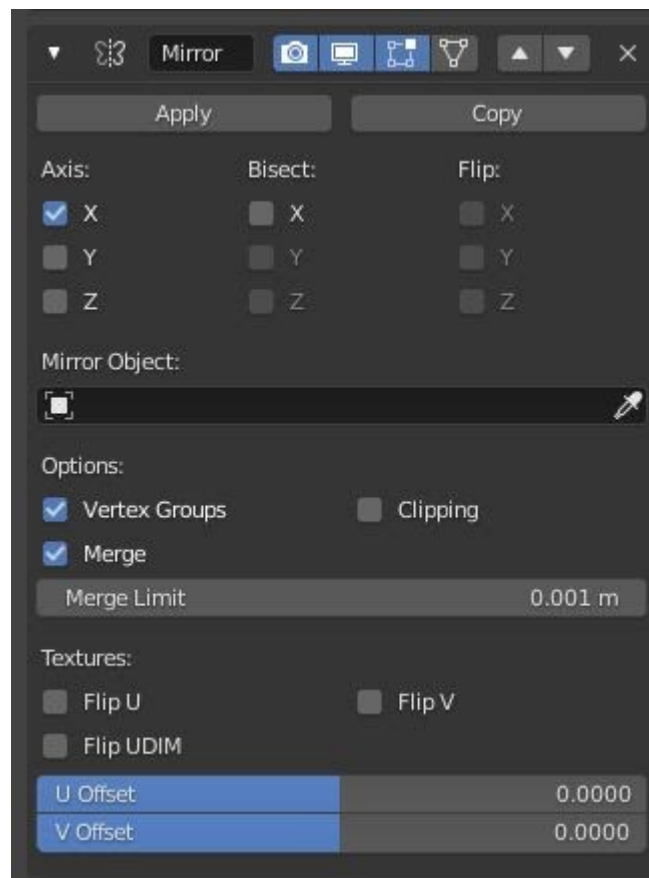 Mirror
Apply Copy
Axis: Bisect: Flip:
X X X
Y Y Y
Z Z Z
Mirror Object:
Options:
Vertex Groups Clipping
Merge
Merge Limit 0.001 m
Textures:
Flip U Flip V
Flip UDIM
U Offset 0.0000
V Offset 0.0000